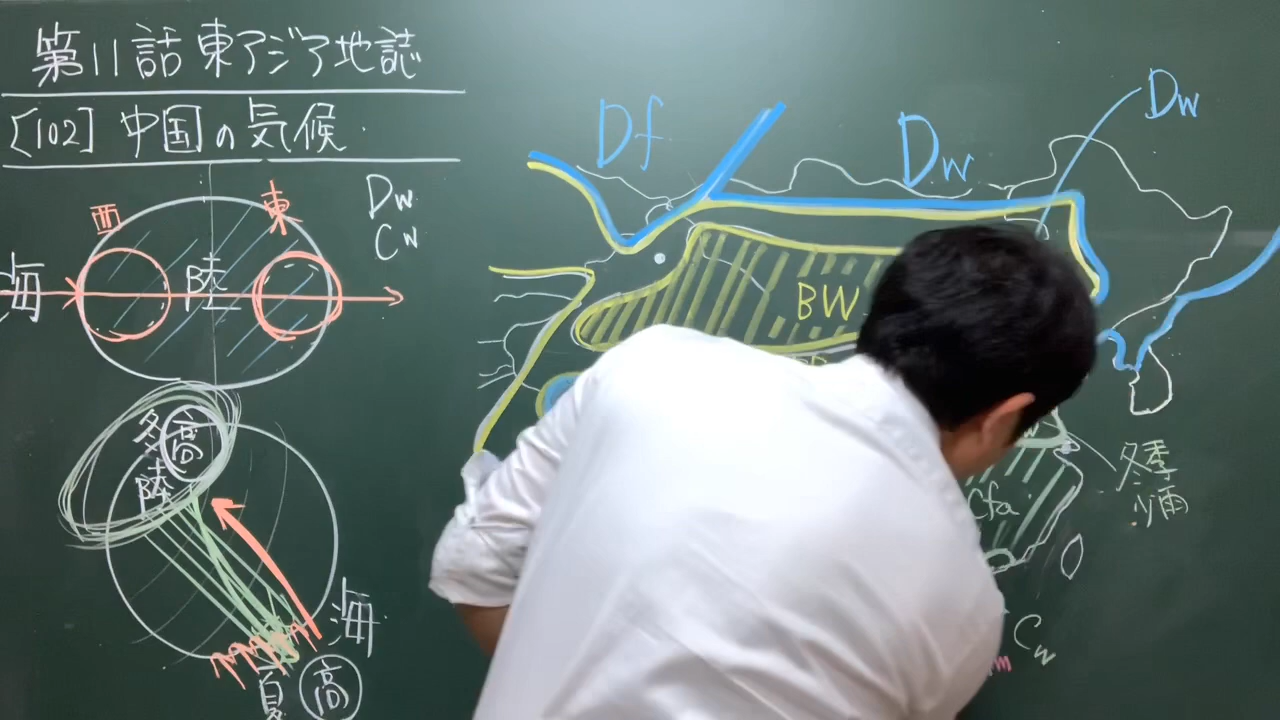 第11話 東アジア地誌
[102] 中国の気候
西
東
Dw
Cw
海
陸
冬
高
陸
海
夏
高
Df
Dw
Dw
BW
Cfa
冬季
少雨
Cw
m